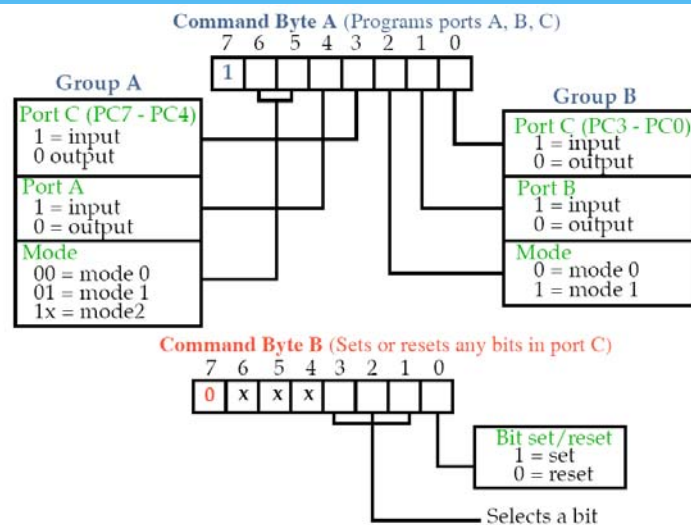 Command Byte A (Programs ports A, B, C)
7 6 5 4 3 2 1 0
1
Group A
Port C (PC7 - PC4)
1 = input
0 output
Port A
1 = input
0 = output
Mode
00 = mode 0
01 = mode 1
1x = mode2
Group B
Port C (PC3 - PC0)
1 = input
0 = output
Port B
1 = input
0 = output
Mode
0 = mode 0
1 = mode 1
Command Byte B (Sets or resets any bits in port C)
7 6 5 4 3 2 1 0
0 x x x
Bit set/reset
1 = set
0 = reset
Selects a bit